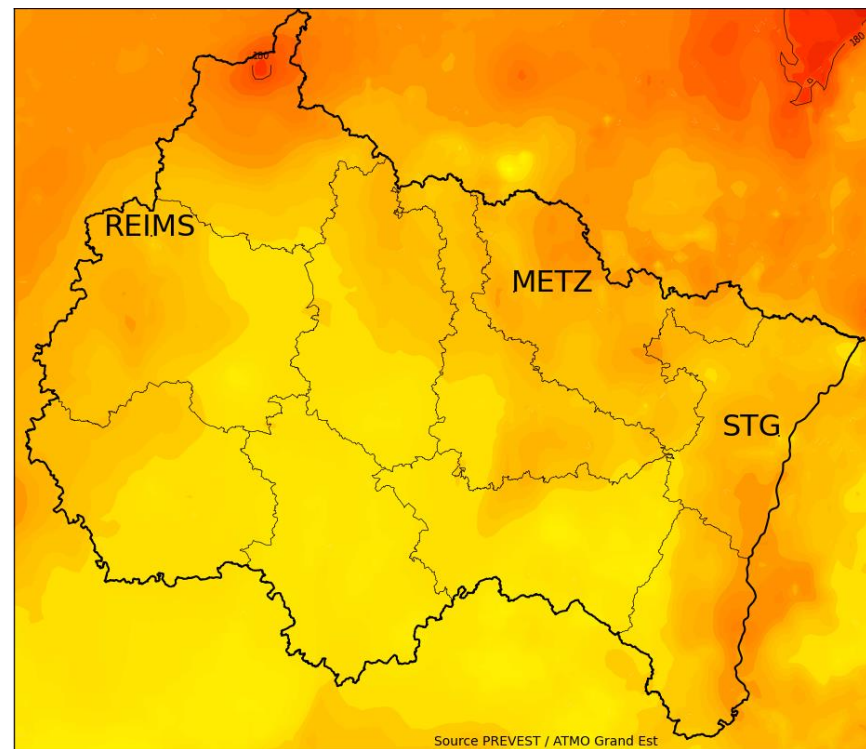 180
180
REIMS
METZ
STG
Source PREVEST / ATMO Grand Est